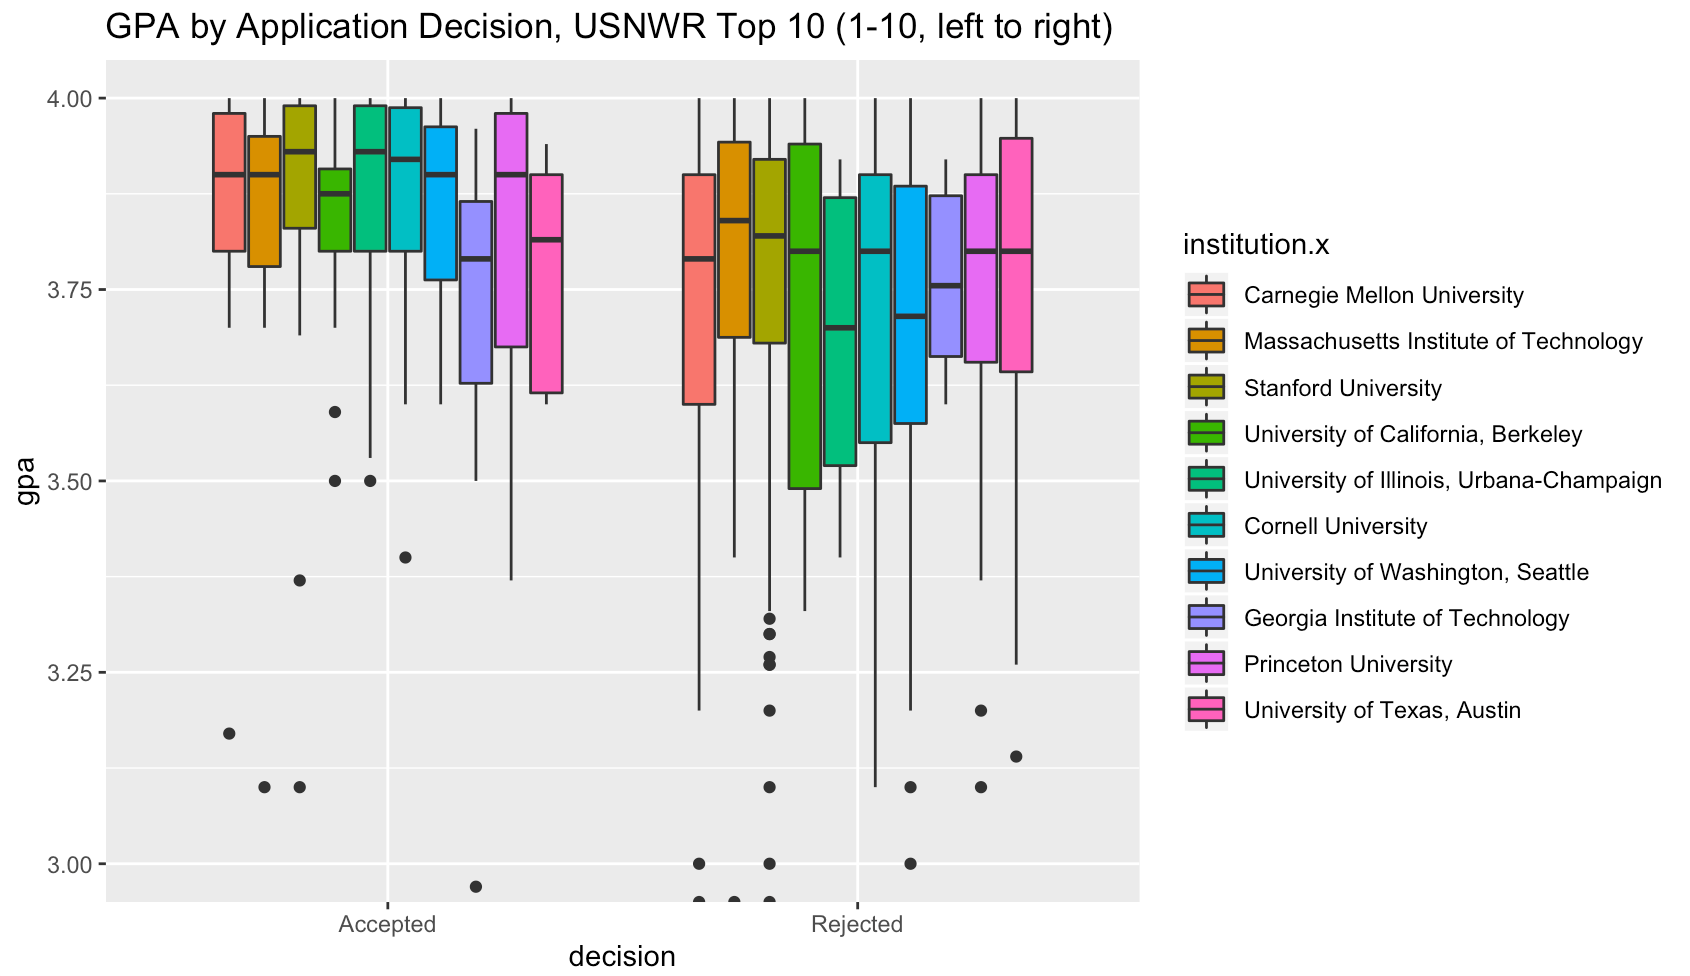 GPA by Application Decision, USNWR Top 10 (1-10, left to right)
4.00
3.75
3.50
3.25
3.00
gpa
Accepted
Rejected
decision
institution.x
Carnegie Mellon University
Massachusetts Institute of Technology
Stanford University
University of California, Berkeley
University of Illinois, Urbana-Champaign
Cornell University
University of Washington, Seattle
Georgia Institute of Technology
Princeton University
University of Texas, Austin